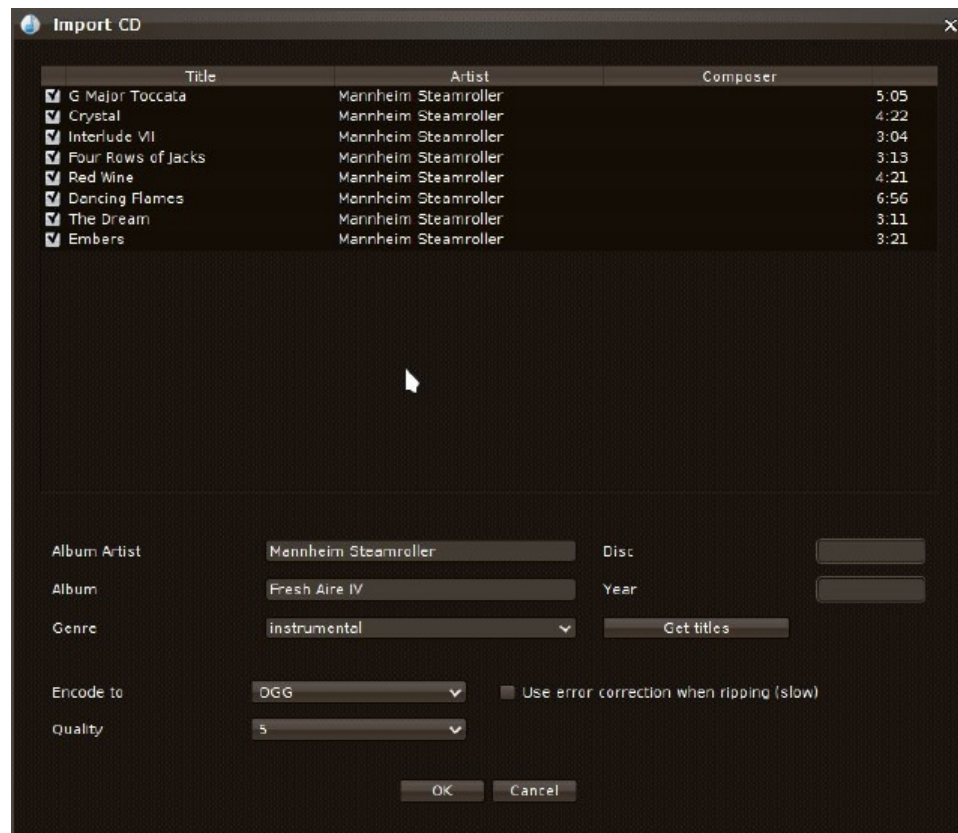 Import CD
Title Artist Composer
G Major Toccata Mannheim Steamroller 5:05
Crystal Mannheim Steamroller 4:22
Interlude VII Mannheim Steamroller 3:04
Four Rows of Jacks Mannheim Steamroller 3:13
Red Wine Mannheim Steamroller 4:21
Dancing Flames Mannheim Steamroller 6:56
The Dream Mannheim Steamroller 3:11
Embers Mannheim Steamroller 3:21
Album Artist Mannheim Steamroller Disc
Album Fresh Aire IV Year
Genre instrumental Get titles
Encode to OGG Use error correction when ripping (slow)
Quality 5
OK Cancel